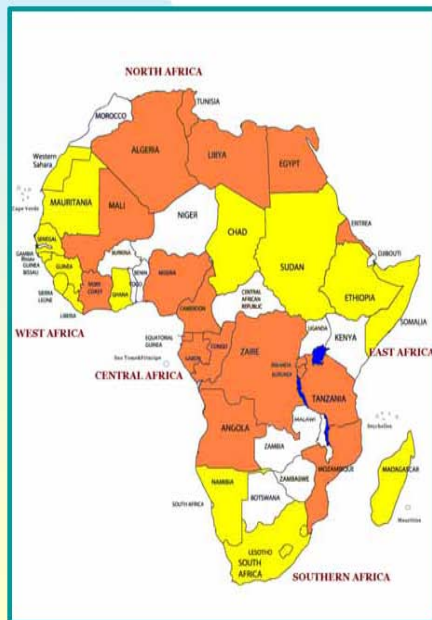 NORTH AFRICA
TUNISIA
MOROCCO
ALGERIA
LIBYA
EGYPT
Western
Sahara
Cape Verde
MAURITANIA
MALI
NIGER
CHAD
SUDAN
ERITREA
DJIBOUTI
SENEGAL
GAMBIA
GUINEA
BISSAU
GUINEA
SIERRA
LEONE
LIBERIA
IVORY
COAST
BURKINA
GHANA
TOGO
BENIN
NIGERIA
CAMEROON
CENTRAL
AFRICAN
REPUBLIC
ETHIOPIA
SOMALIA
WEST AFRICA
EQUATORIAL
GUINEA
GABON
CONGO
ZAIRE
UGANDA
KENYA
EAST AFRICA
RWANDA
BURUNDI
CENTRAL AFRICA
TANZANIA
Seychelles
ANGOLA
MALAWI
ZAMBIA
MOZAMBIQUE
MADAGASCAR
Mauritius
NAMIBIA
BOTSWANA
SOUTH AFRICA
LESOTHO
SOUTH
AFRICA
SOUTHERN AFRICA